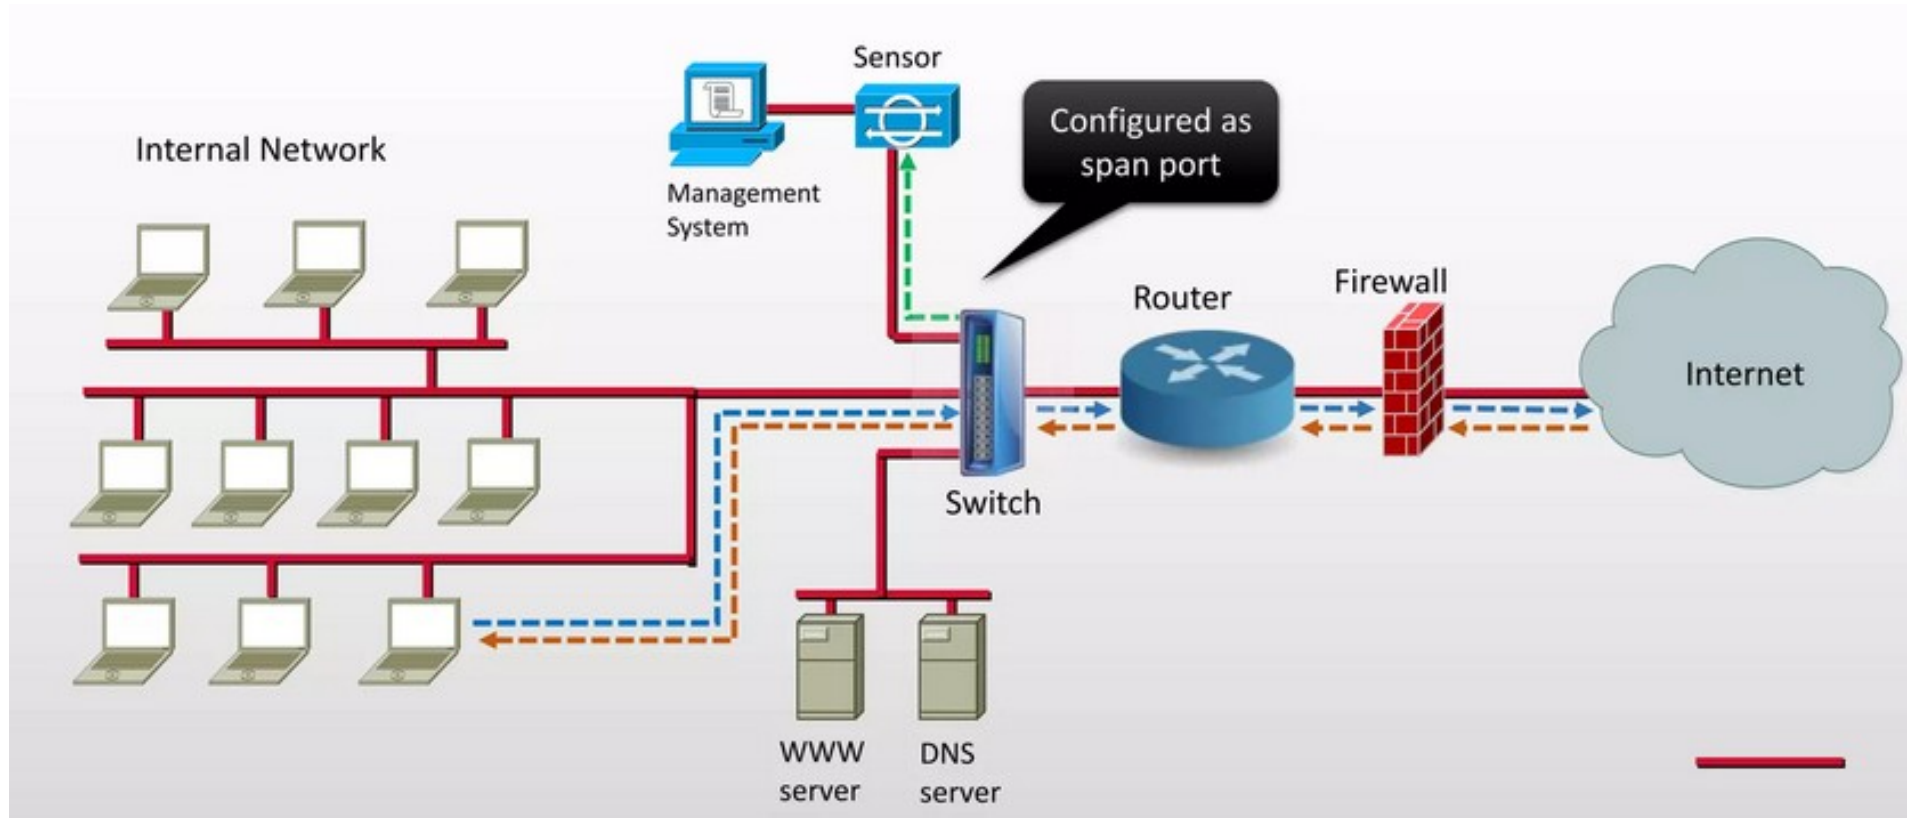 Sensor
Configured as
span port
Internal Network
Management
System
Router
Firewall
Internet
Switch
WWW
server
DNS
server